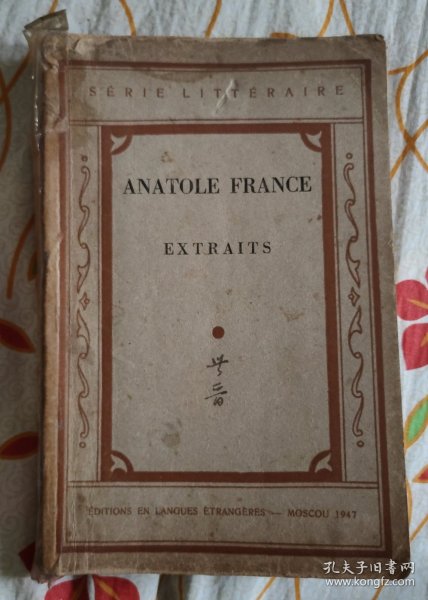 SÉRIE LITTÉRAIRE
ANATOLE FRANCE
EXTRAITS
ÉDITIONS EN LANGUES ÉTRANGÈRES — MOSCOU 1947
孔夫子旧书网
www.kongfz.com